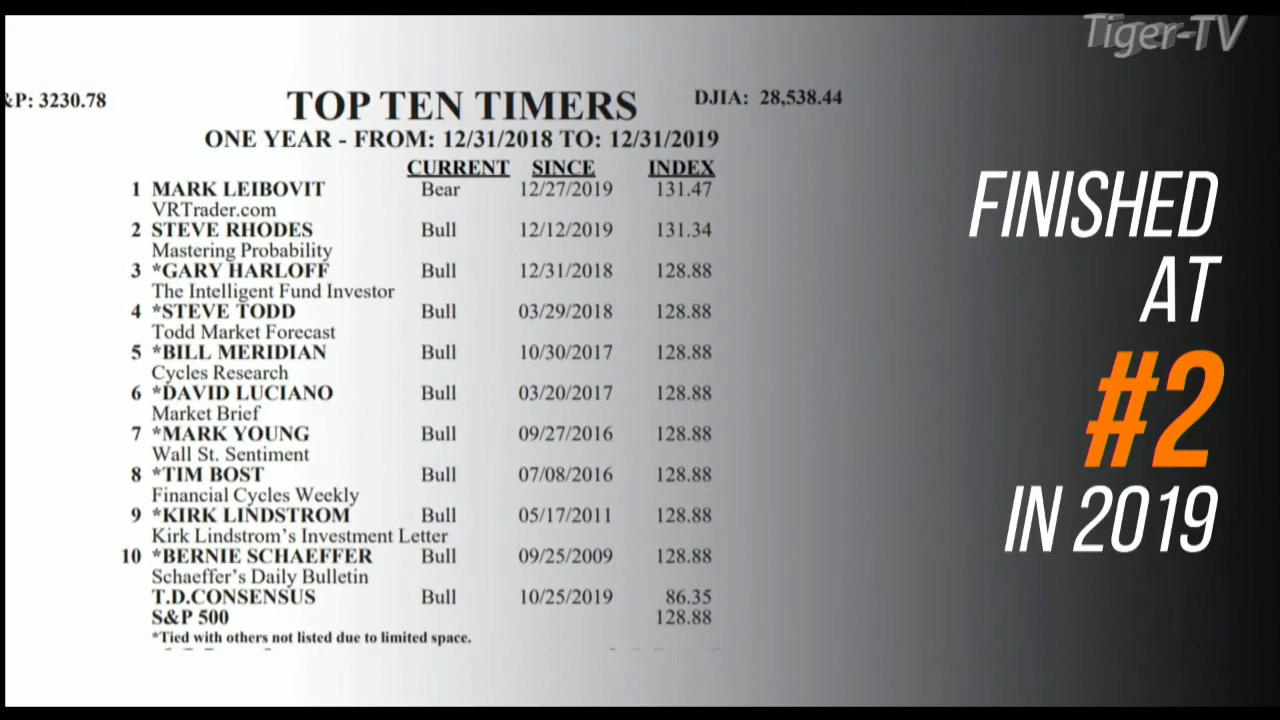 Tiger-TV
&P: 3230.78
TOP TEN TIMERS
DJIA: 28,538.44
ONE YEAR - FROM: 12/31/2018 TO: 12/31/2019
CURRENT SINCE INDEX
1 MARK LEIBOVIT Bear 12/27/2019 131.47
VRTrader.com
2 STEVE RHODES Bull 12/12/2019 131.34
Mastering Probability
3 *GARY HARLOFF Bull 12/31/2018 128.88
The Intelligent Fund Investor
4 *STEVE TODD Bull 03/29/2018 128.88
Todd Market Forecast
5 *BILL MERIDIAN Bull 10/30/2017 128.88
Cycles Research
6 *DAVID LUCIANO Bull 03/20/2017 128.88
Market Brief
7 *MARK YOUNG Bull 09/27/2016 128.88
Wall St. Sentiment
8 *TIM BOST Bull 07/08/2016 128.88
Financial Cycles Weekly
9 *KIRK LINDSTROM Bull 05/17/2011 128.88
Kirk Lindstrom's Investment Letter
10 *BERNIE SCHAEFFER Bull 09/25/2009 128.88
Schaeffer's Daily Bulletin
T.D.CONSENSUS Bull 10/25/2019 86.35
S&P 500 128.88
*Tied with others not listed due to limited space.
FINISHED
AT
#2
IN 2019